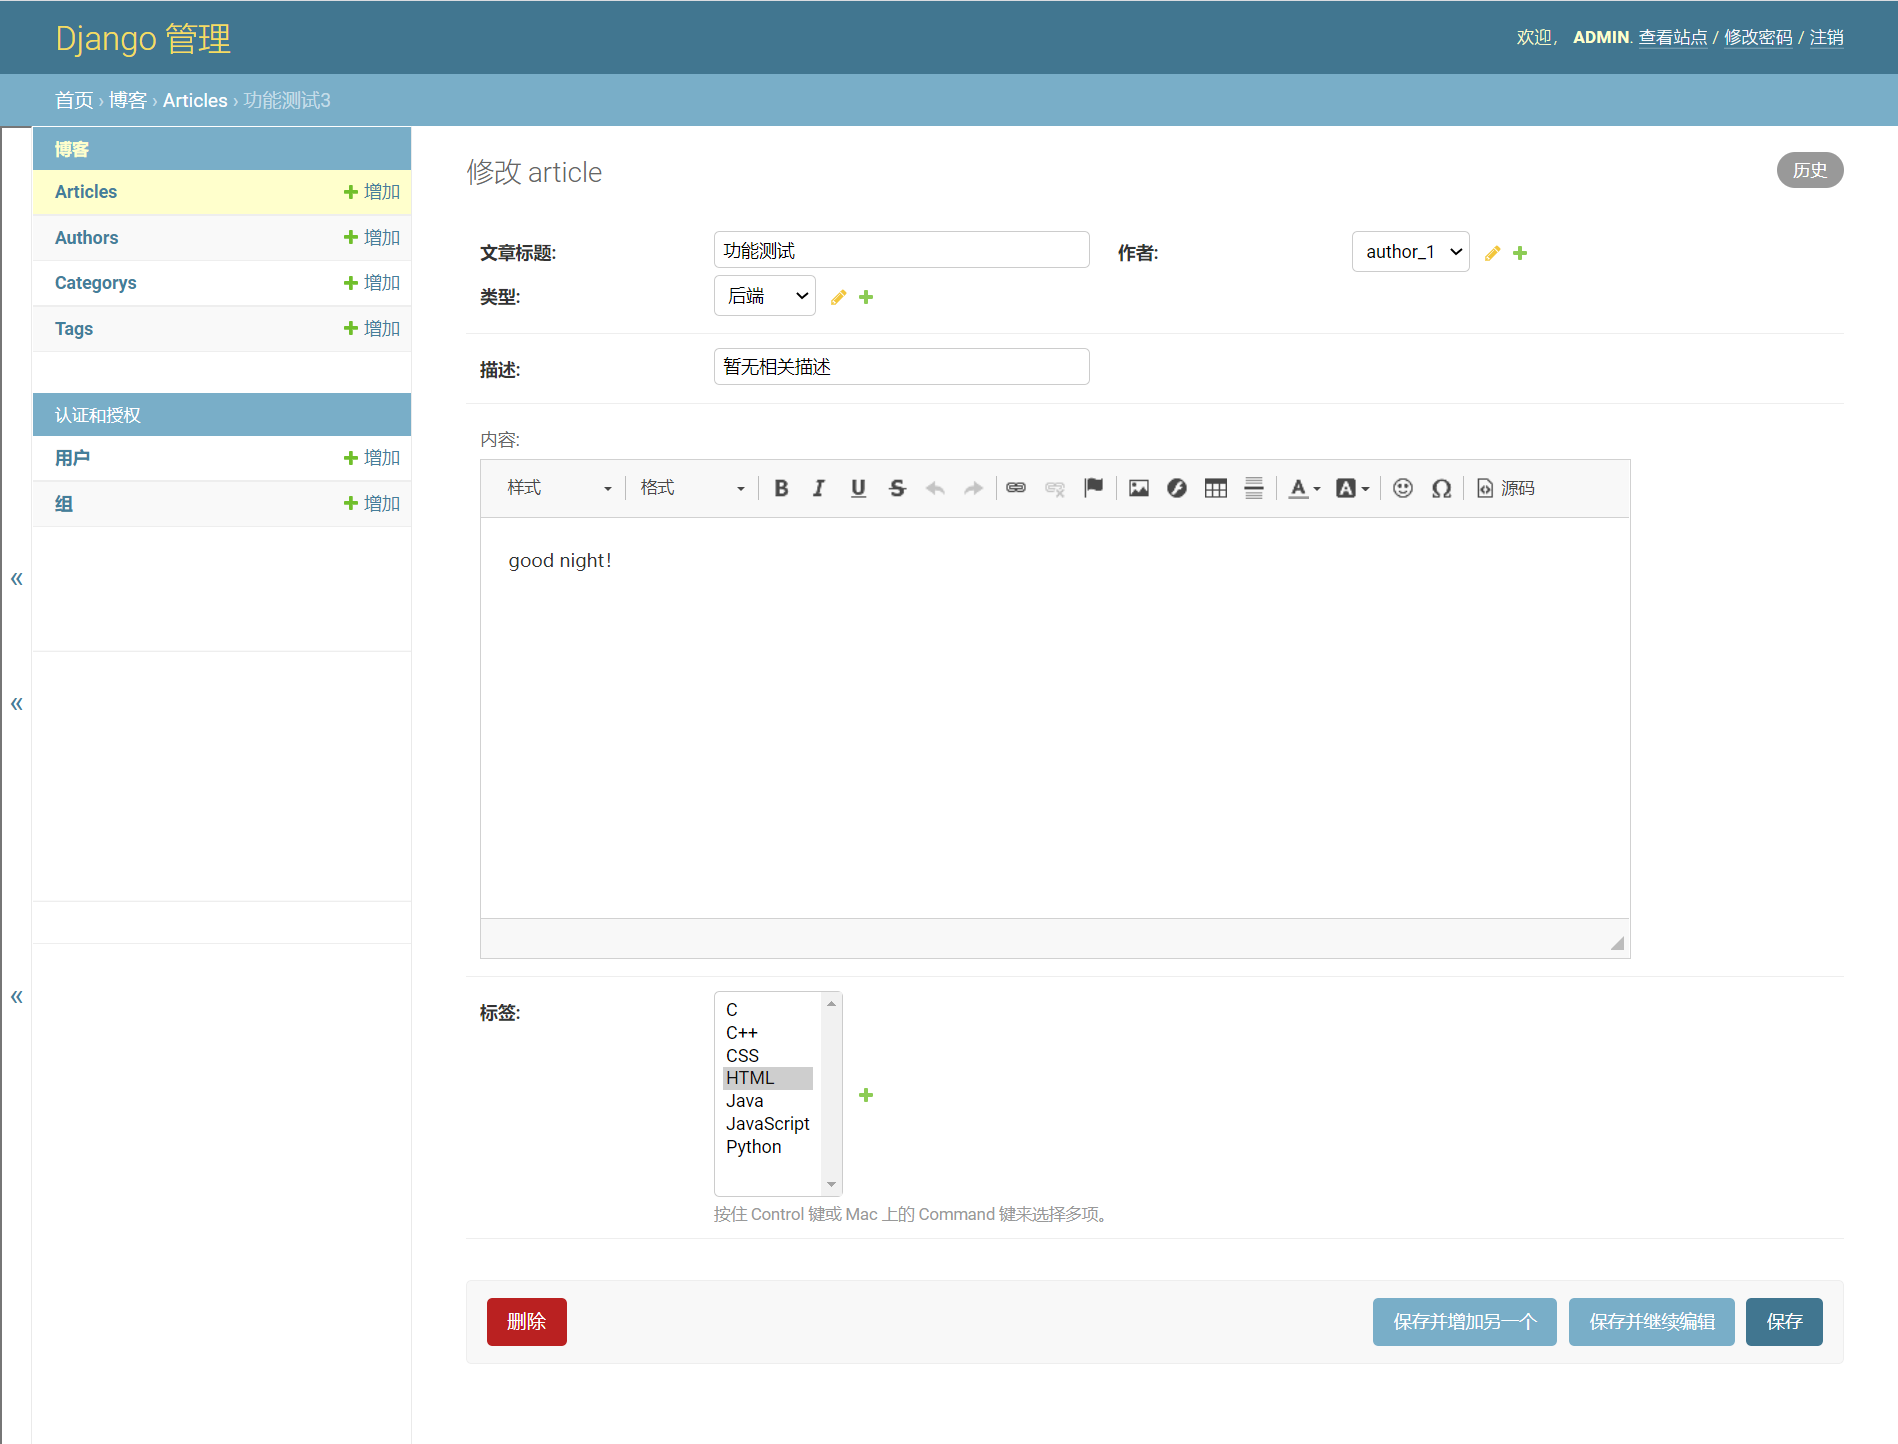 Django 管理
欢迎， ADMIN. 查看站点 / 修改密码 / 注销
首页 › 博客 › Articles › 功能测试3
博客
Articles 增加
Authors 增加
Categorys 增加
Tags 增加
认证和授权
用户 增加
组 增加
«
«
«
修改 article
历史
文章标题: 功能测试 作者: author_1
类型: 后端
描述: 暂无相关描述
内容:
样式 格式 B I U S A A Ω 源码
good night！
标签:
C
C++
CSS
HTML
Java
JavaScript
Python
按住 Control 键或 Mac 上的 Command 键来选择多项。
删除 保存并增加另一个 保存并继续编辑 保存